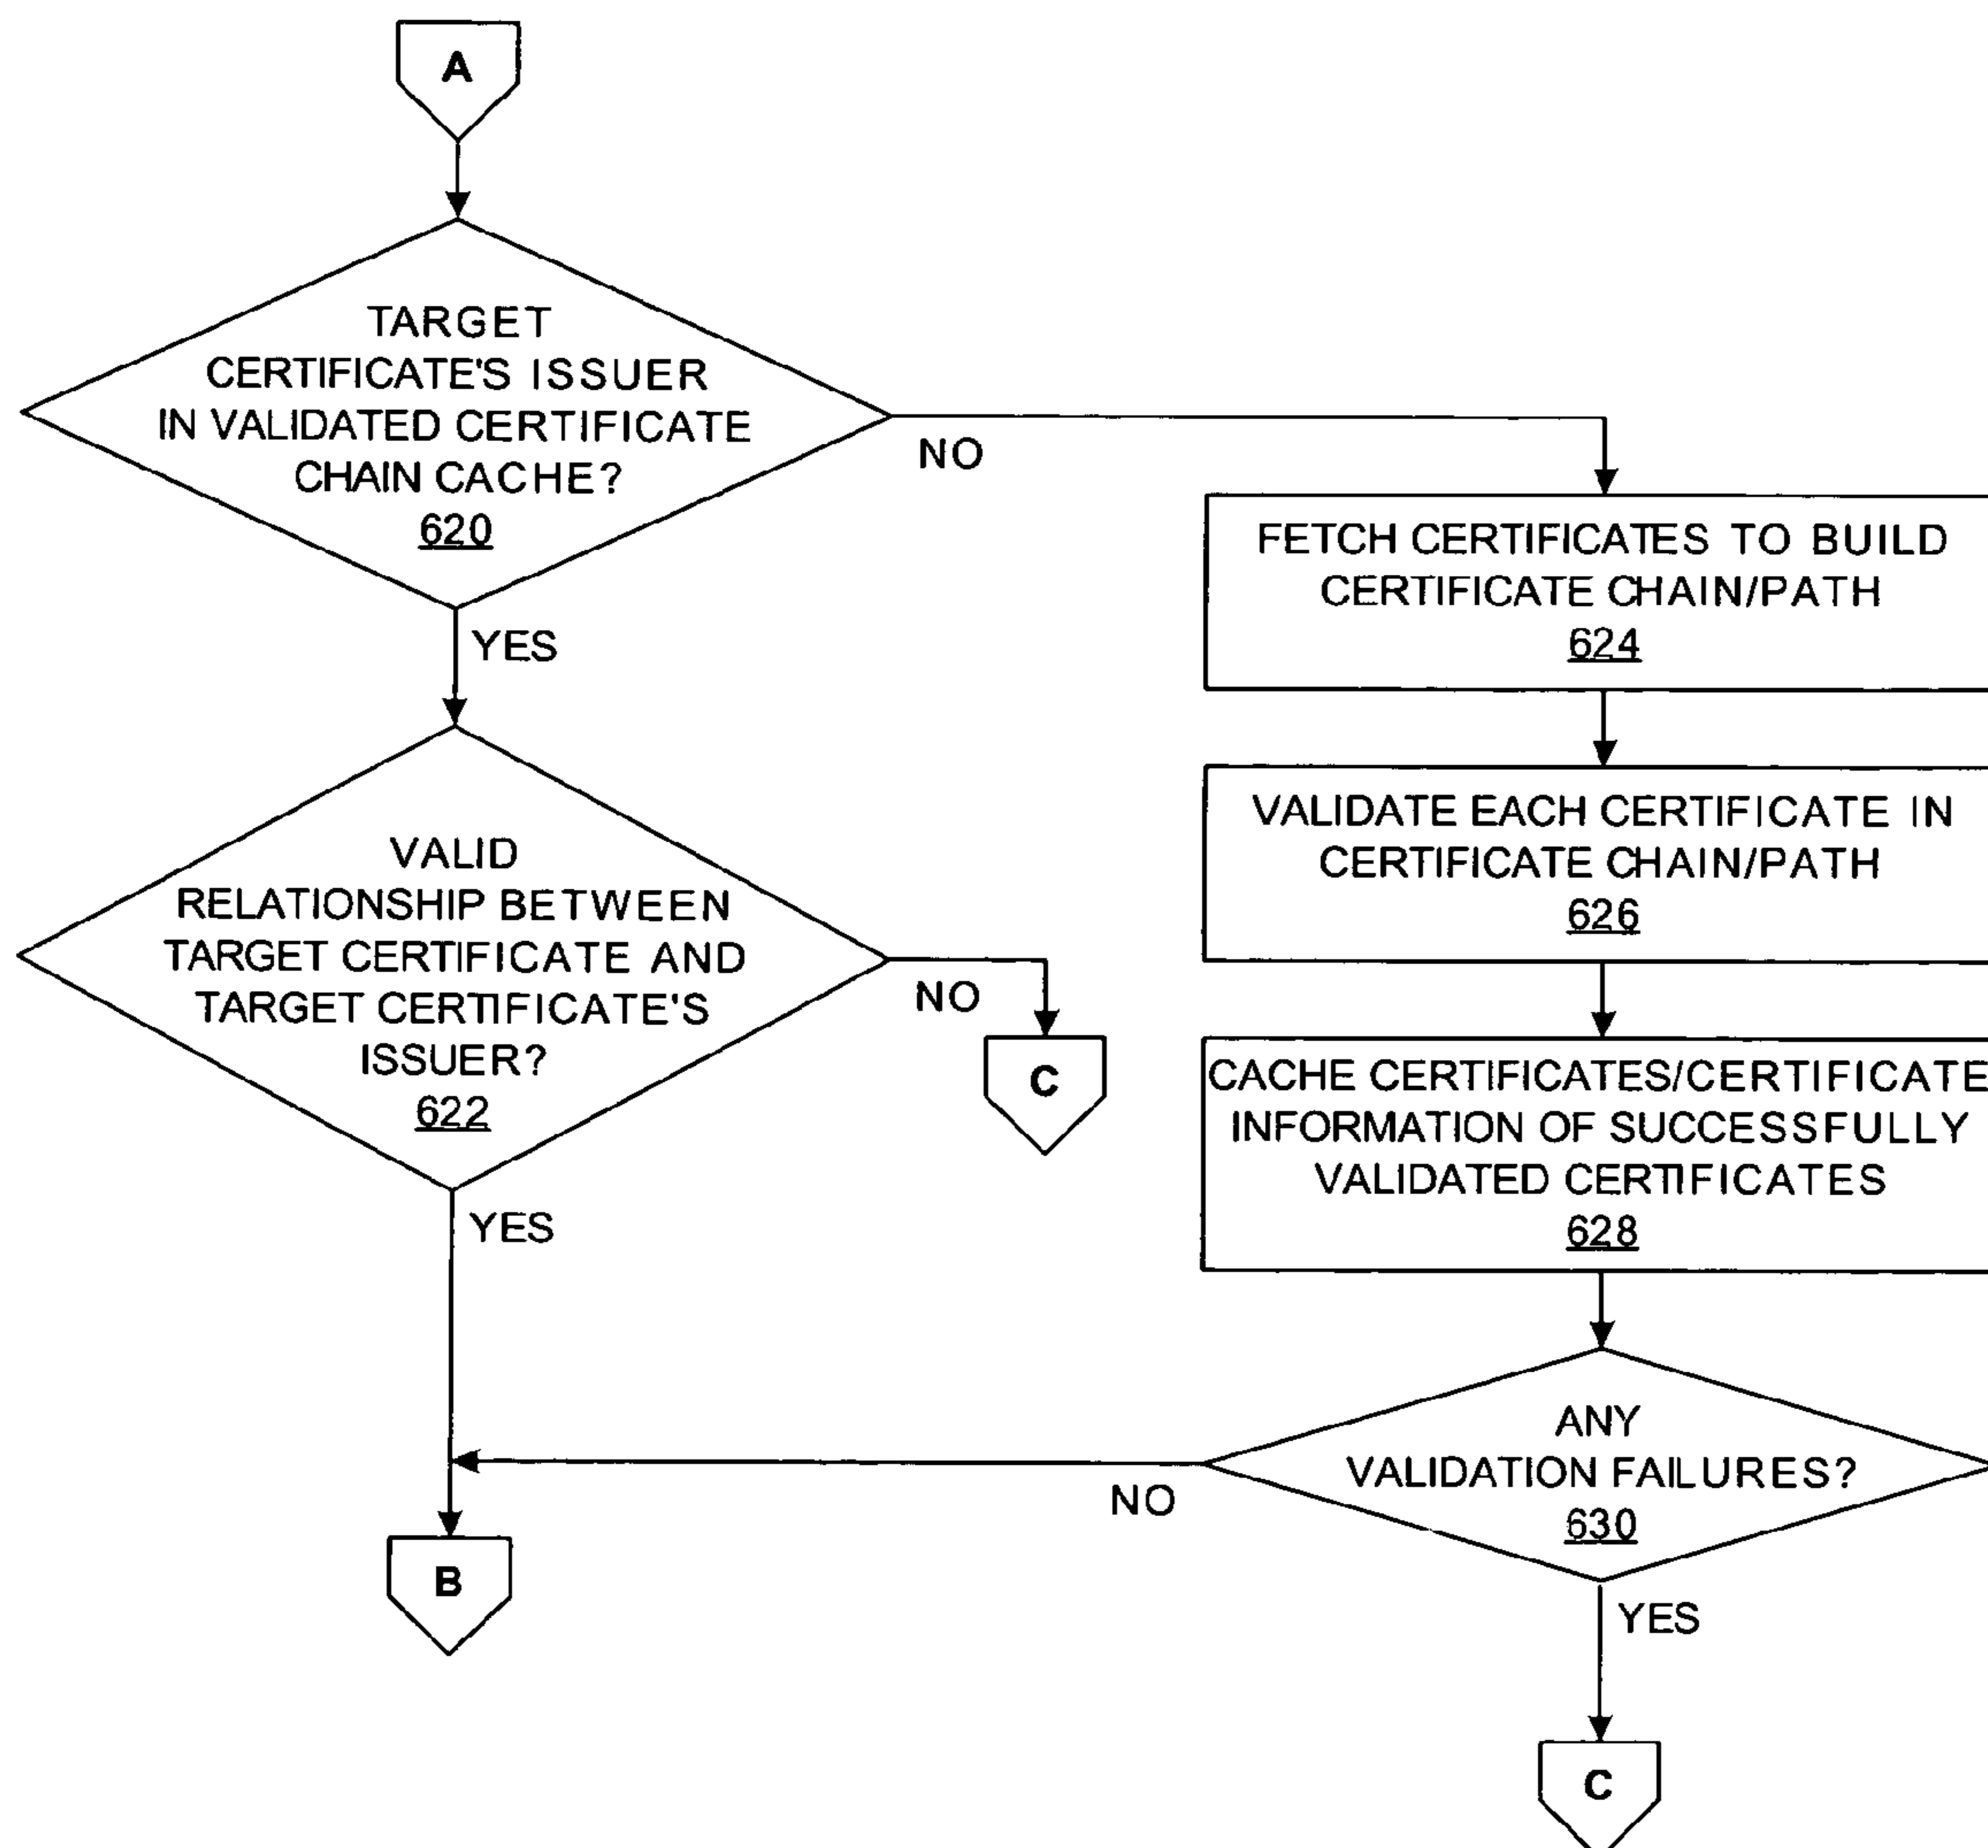 A
TARGET
CERTIFICATE'S ISSUER
IN VALIDATED CERTIFICATE
CHAIN CACHE?
620
NO
YES
FETCH CERTIFICATES TO BUILD
CERTIFICATE CHAIN/PATH
624
VALIDATE EACH CERTIFICATE IN
CERTIFICATE CHAIN/PATH
626
VALID
RELATIONSHIP BETWEEN
TARGET CERTIFICATE AND
TARGET CERTIFICATE'S
ISSUER?
622
NO
C
YES
CACHE CERTIFICATES/CERTIFICATE
INFORMATION OF SUCCESSFULLY
VALIDATED CERTIFICATES
628
ANY
VALIDATION FAILURES?
630
NO
B
YES
C